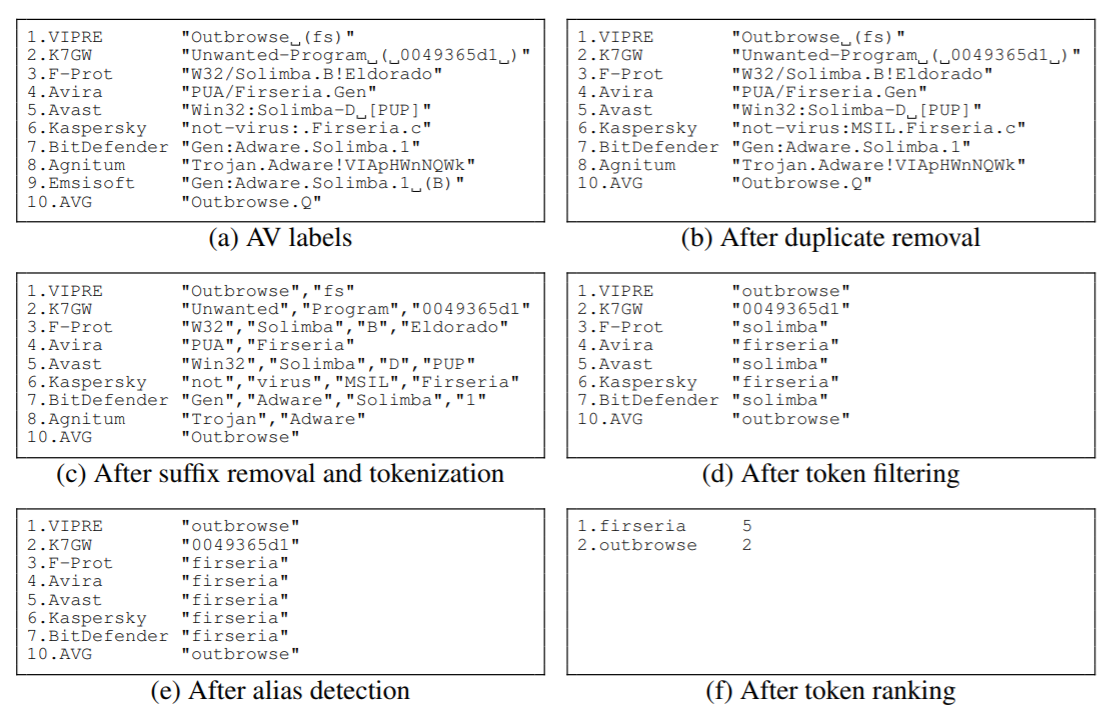 1.VIPRE "Outbrowse␣(fs)"
2.K7GW "Unwanted-Program␣(␣0049365d1␣)"
3.F-Prot "W32/Solimba.B!Eldorado"
4.Avira "PUA/Firseria.Gen"
5.Avast "Win32:Solimba-D␣[PUP]"
6.Kaspersky "not-virus:.Firseria.c"
7.BitDefender "Gen:Adware.Solimba.1"
8.Agnitum "Trojan.Adware!VIApHWnNQWk"
9.Emsisoft "Gen:Adware.Solimba.1␣(B)"
10.AVG "Outbrowse.Q"
(a) AV labels
1.VIPRE "Outbrowse␣(fs)"
2.K7GW "Unwanted-Program␣(␣0049365d1␣)"
3.F-Prot "W32/Solimba.B!Eldorado"
4.Avira "PUA/Firseria.Gen"
5.Avast "Win32:Solimba-D␣[PUP]"
6.Kaspersky "not-virus:MSIL.Firseria.c"
7.BitDefender "Gen:Adware.Solimba.1"
8.Agnitum "Trojan.Adware!VIApHWnNQWk"
10.AVG "Outbrowse.Q"
(b) After duplicate removal
1.VIPRE "Outbrowse","fs"
2.K7GW "Unwanted","Program","0049365d1"
3.F-Prot "W32","Solimba","B","Eldorado"
4.Avira "PUA","Firseria"
5.Avast "Win32","Solimba","D","PUP"
6.Kaspersky "not","virus","MSIL","Firseria"
7.BitDefender "Gen","Adware","Solimba","1"
8.Agnitum "Trojan","Adware"
10.AVG "Outbrowse"
(c) After suffix removal and tokenization
1.VIPRE "outbrowse"
2.K7GW "0049365d1"
3.F-Prot "solimba"
4.Avira "firseria"
5.Avast "solimba"
6.Kaspersky "firseria"
7.BitDefender "solimba"
10.AVG "outbrowse"
(d) After token filtering
1.VIPRE "outbrowse"
2.K7GW "0049365d1"
3.F-Prot "firseria"
4.Avira "firseria"
5.Avast "firseria"
6.Kaspersky "firseria"
7.BitDefender "firseria"
10.AVG "outbrowse"
(e) After alias detection
1.firseria 5
2.outbrowse 2
(f) After token ranking